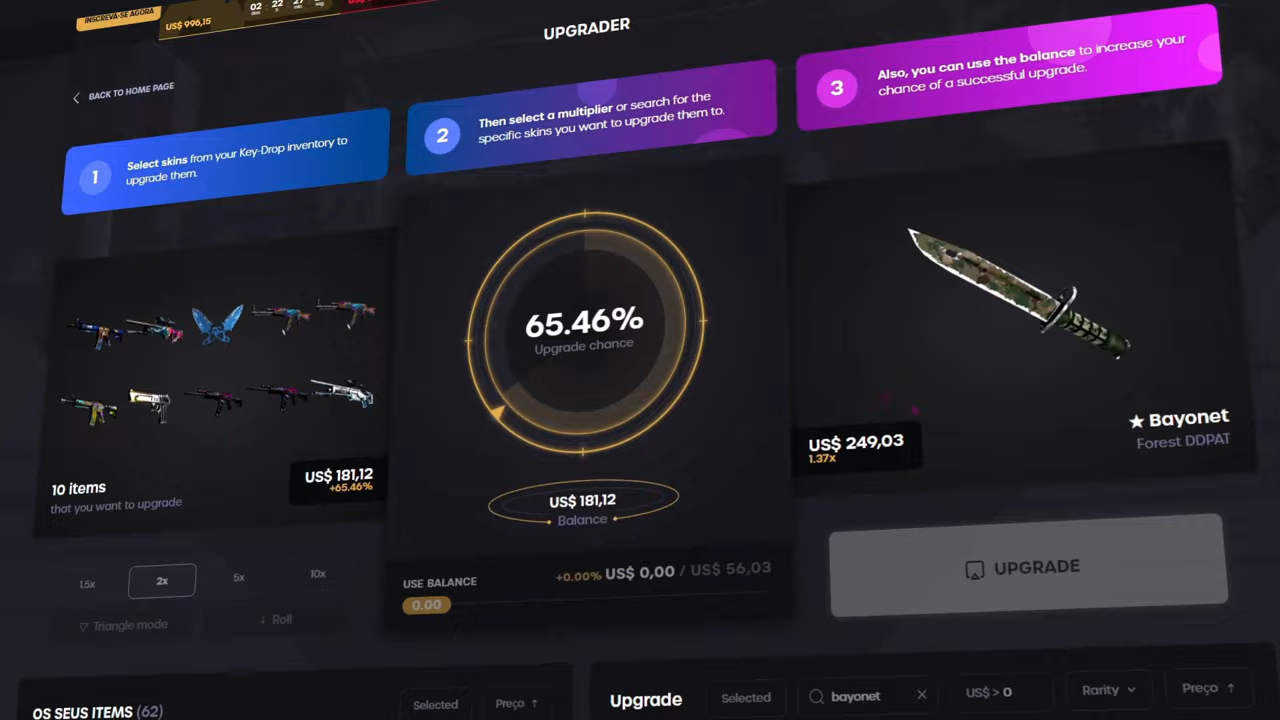 INSCREVA-SE AGORA
US$ 996,15
02
22
27
dias
UPGRADER
BACK TO HOME PAGE
1
Select skins from your Key-Drop inventory to
upgrade them.
2
Then select a multiplier or search for the
specific skins you want to upgrade them to.
3
Also, you can use the balance to increase your
chance of a successful upgrade.
65.46%
Upgrade chance
10 items
that you want to upgrade
US$ 181,12
+65.46%
US$ 181,12
Balance
US$ 249,03
1.37x
★ Bayonet
Forest DDPAT
USE BALANCE
+0.00% US$ 0,00 / US$ 56,03
0.00
1.5x
2x
5x
10x
Triangle mode
Roll
UPGRADE
OS SEUS ITEMS (62)
Selected
Preço ↑
Upgrade
Selected
bayonet
US$ > 0
Rarity
Preço ↑